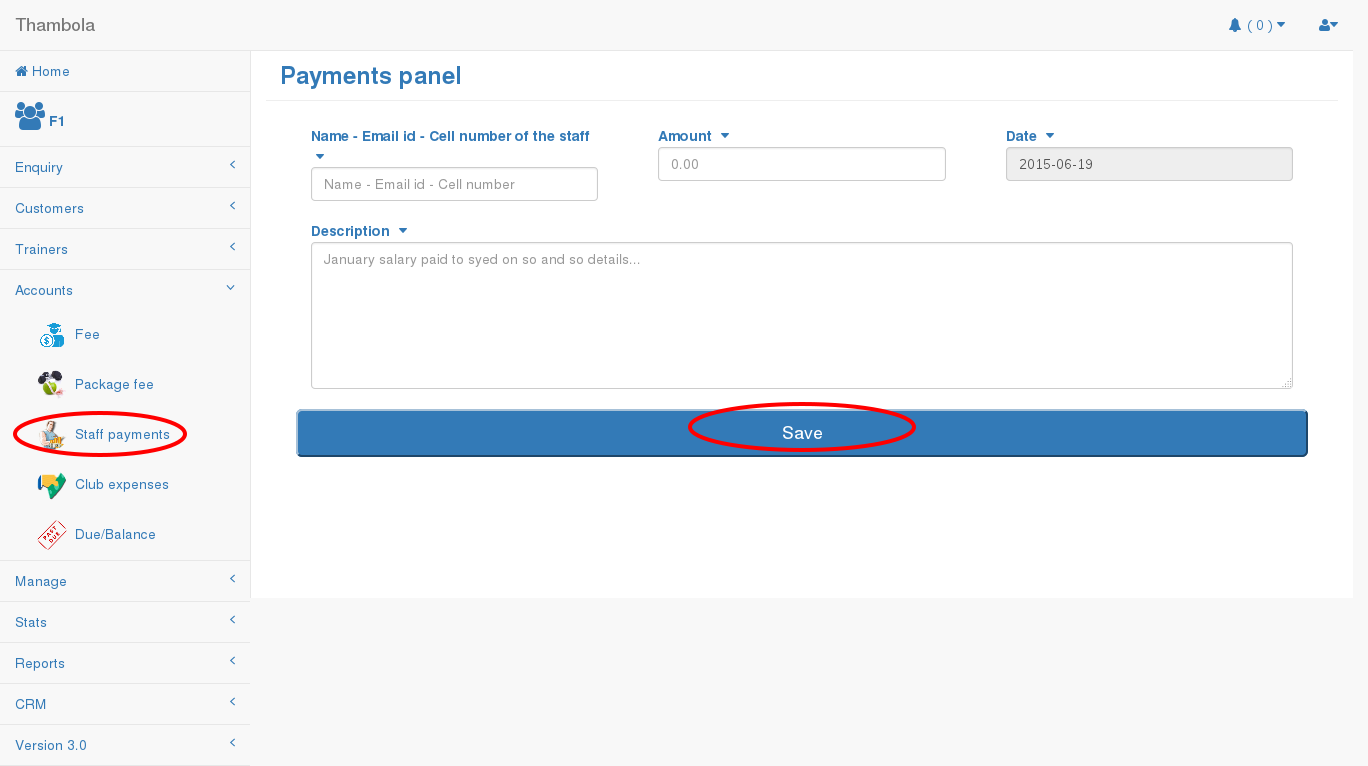 Thambola
( 0 )
Home
F1
Enquiry
Customers
Trainers
Accounts
Fee
Package fee
Staff payments
Club expenses
PAST DUE
Due/Balance
Manage
Stats
Reports
CRM
Version 3.0
Payments panel
Name - Email id - Cell number of the staff
Name - Email id - Cell number
Amount
0.00
Date
2015-06-19
Description
January salary paid to syed on so and so details...
Save